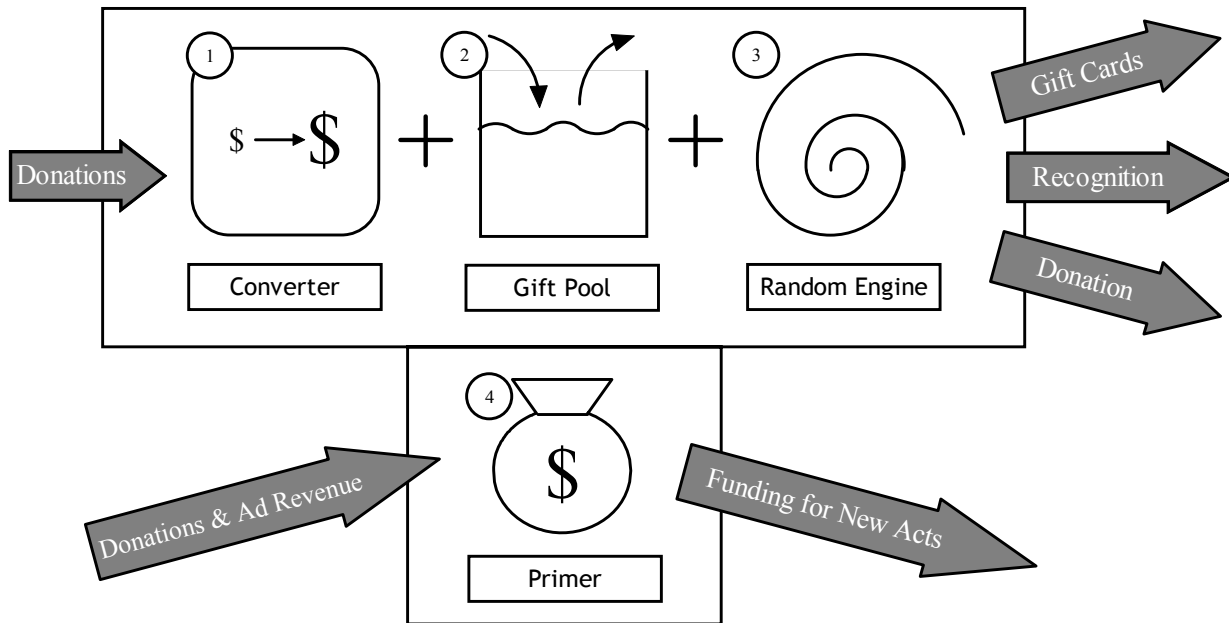 1
2
3
Gift Cards
$
$
Donations
Recognition
Converter
Gift Pool
Random Engine
Donation
4
$
Donations & Ad Revenue
Funding for New Acts
Primer